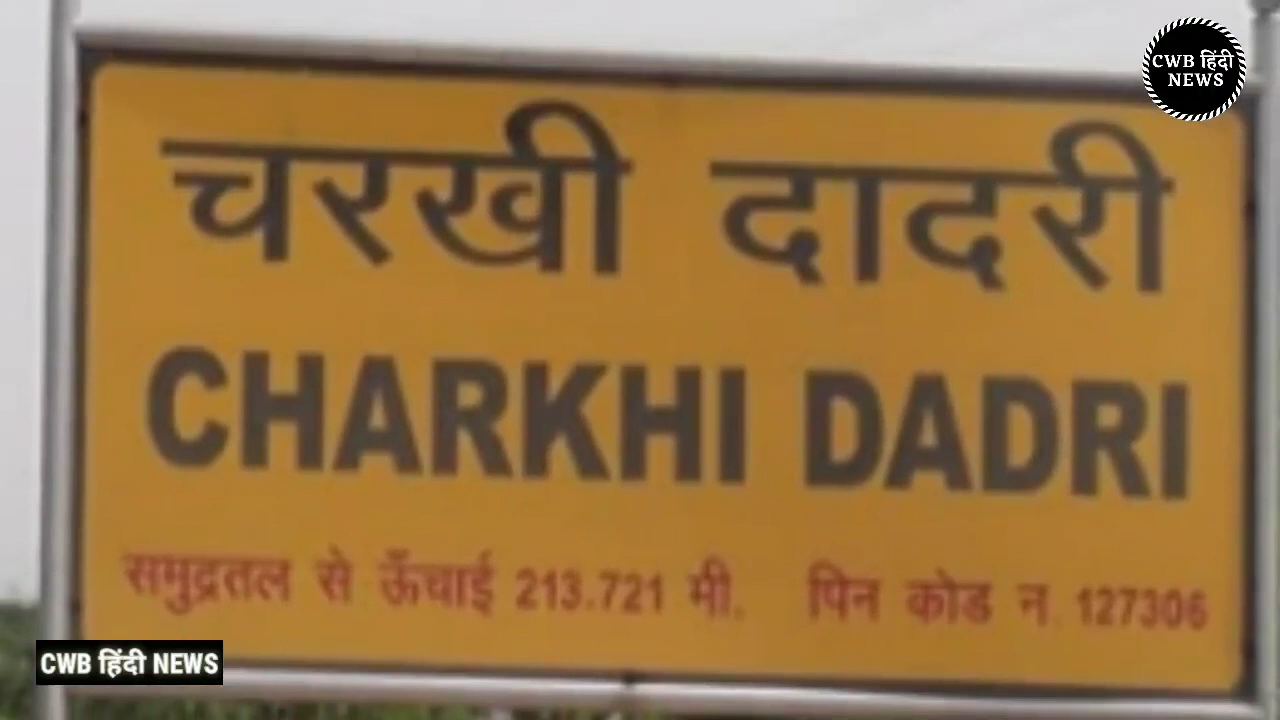 CWB हिंदी
NEWS
चरखी दादरी
CHARKHI DADRI
समुद्रतल से ऊँचाई 213.721 मी. पिन कोड न. 127306
CWB हिंदी NEWS